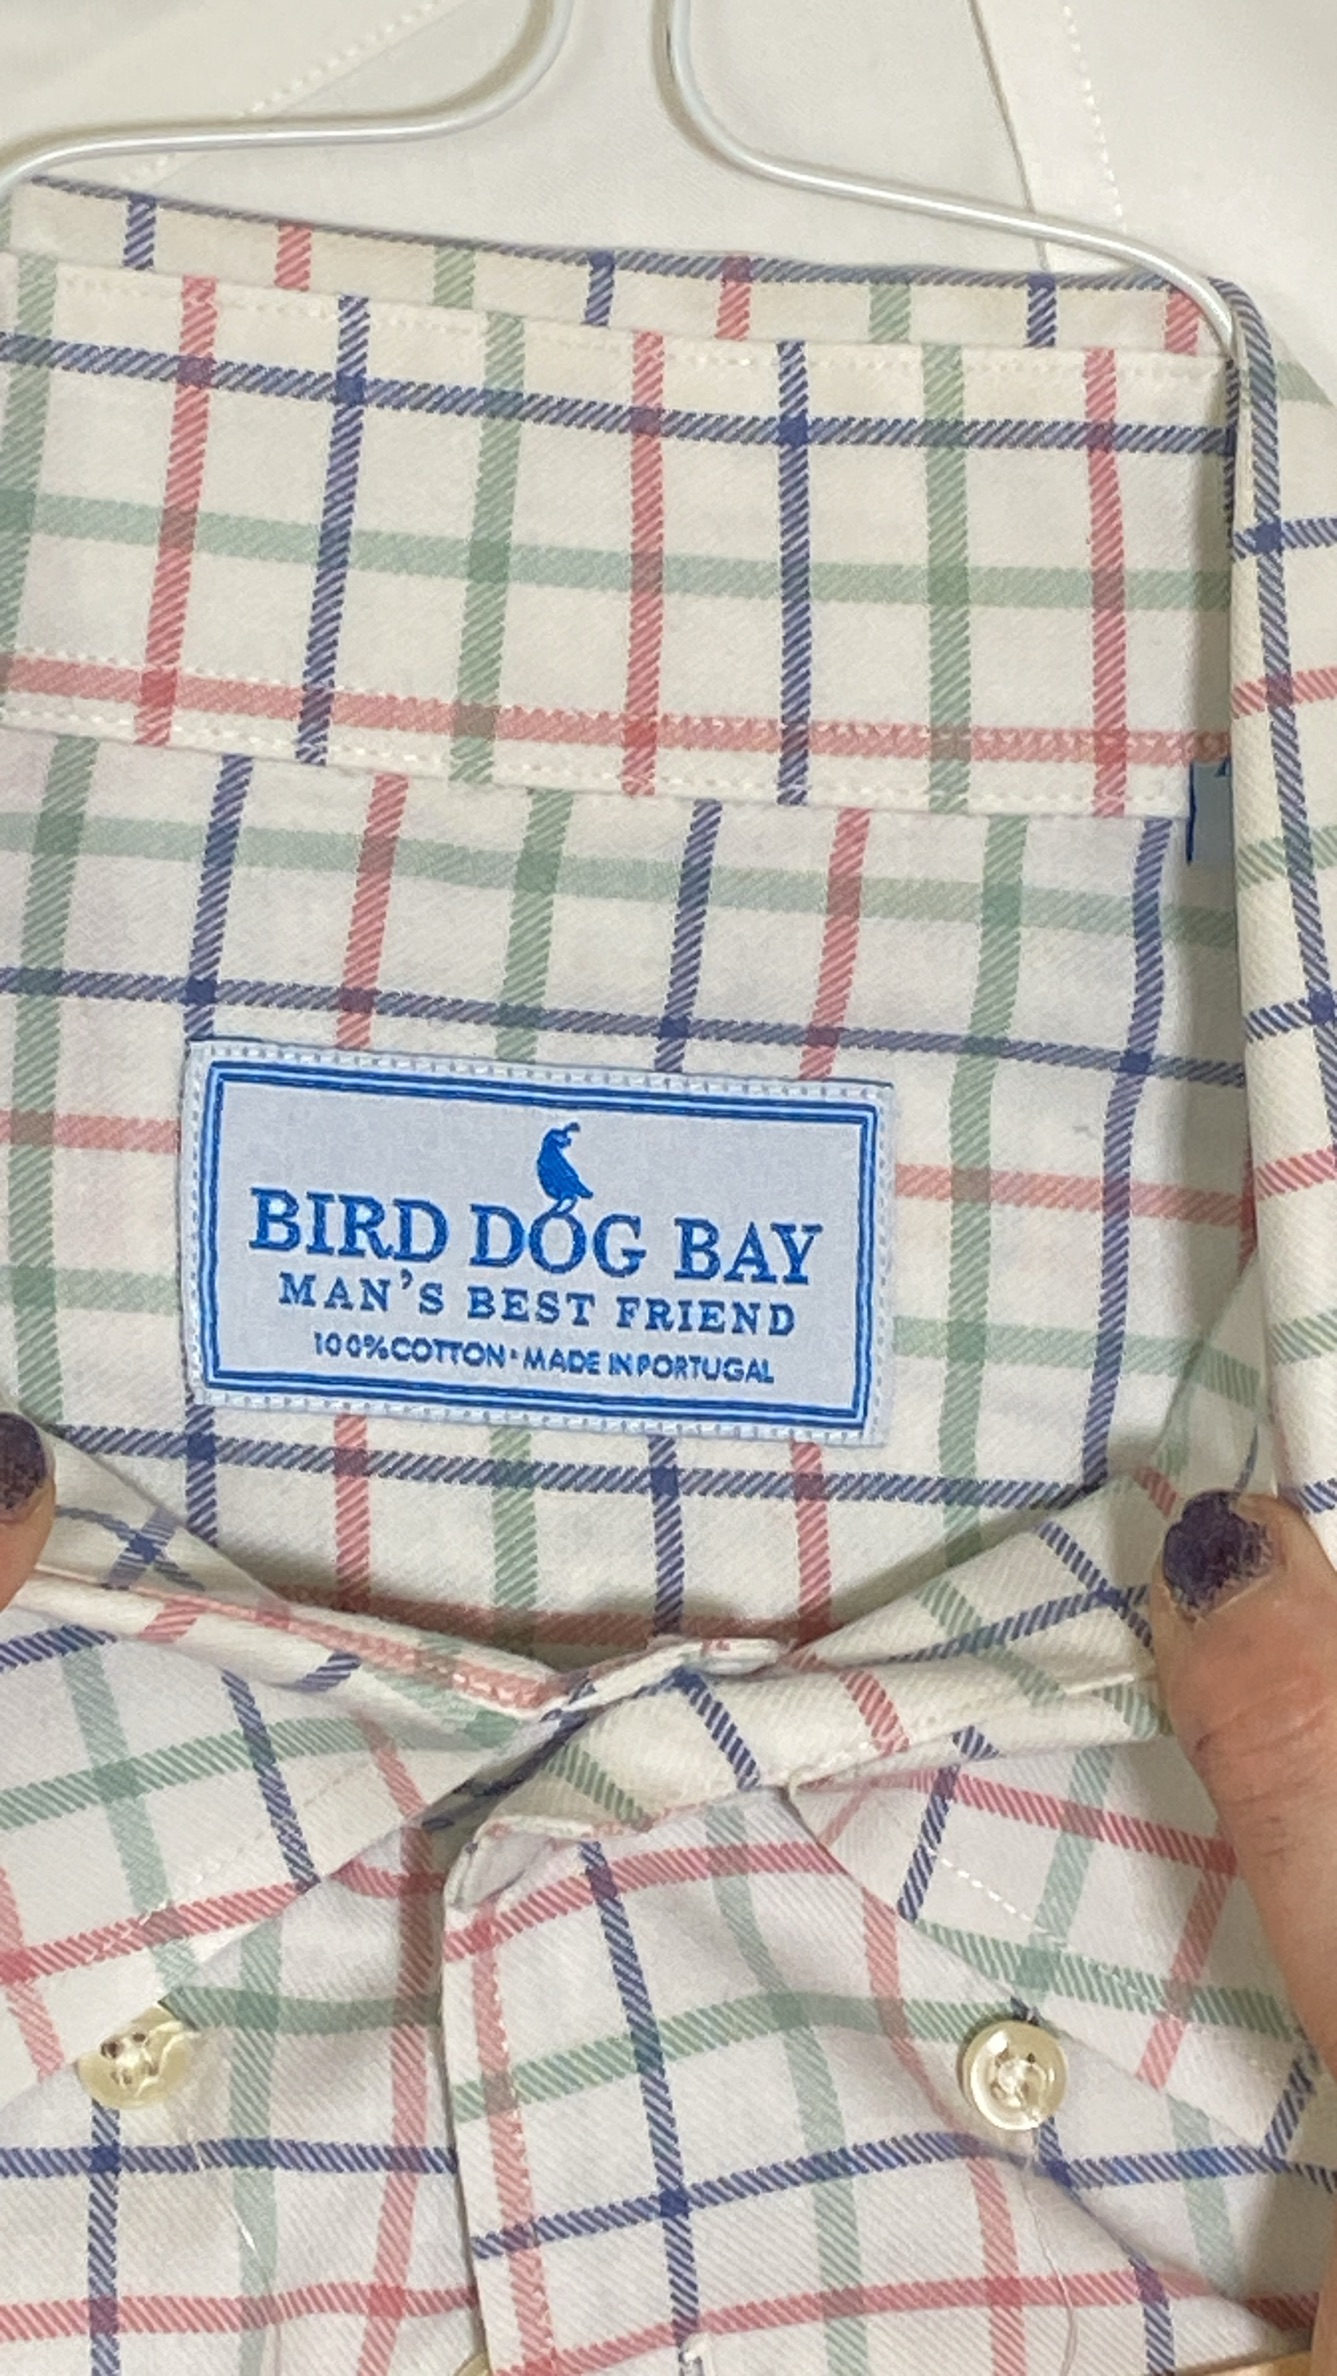 BIRD DOG BAY
MAN'S BEST FRIEND
100% COTTON · MADE IN PORTUGAL